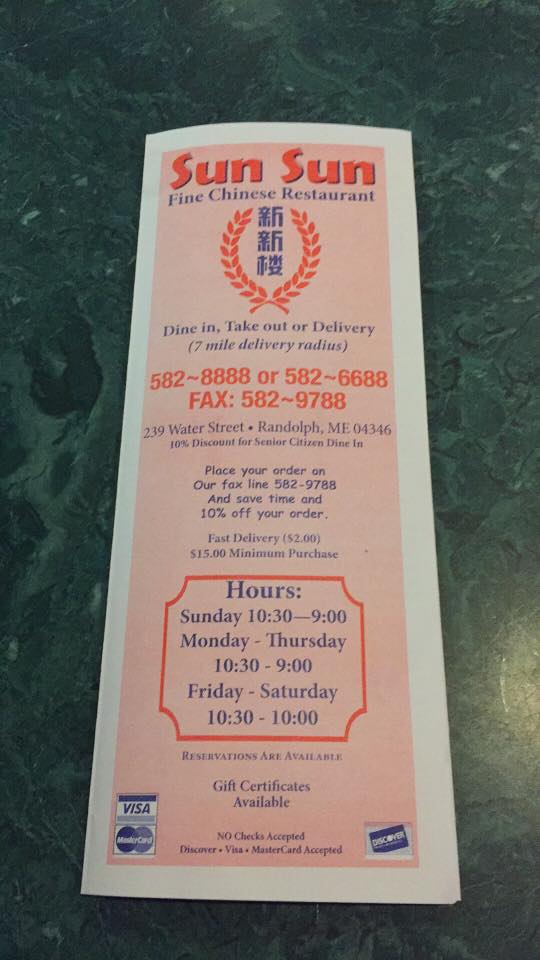 Sun Sun
Fine Chinese Restaurant
新
新
楼
Dine in, Take out or Delivery
(7 mile delivery radius)
582~8888 or 582~6688
FAX: 582~9788
239 Water Street • Randolph, ME 04346
10% Discount for Senior Citizen Dine In
Place your order on
Our fax line 582-9788
And save time and
10% off your order.
Fast Delivery ($2.00)
$15.00 Minimum Purchase
Hours:
Sunday 10:30—9:00
Monday - Thursday
10:30 - 9:00
Friday - Saturday
10:30 - 10:00
RESERVATIONS ARE AVAILABLE
Gift Certificates
Available
VISA
MasterCard
NO Checks Accepted
Discover • Visa • MasterCard Accepted
DISCOVER